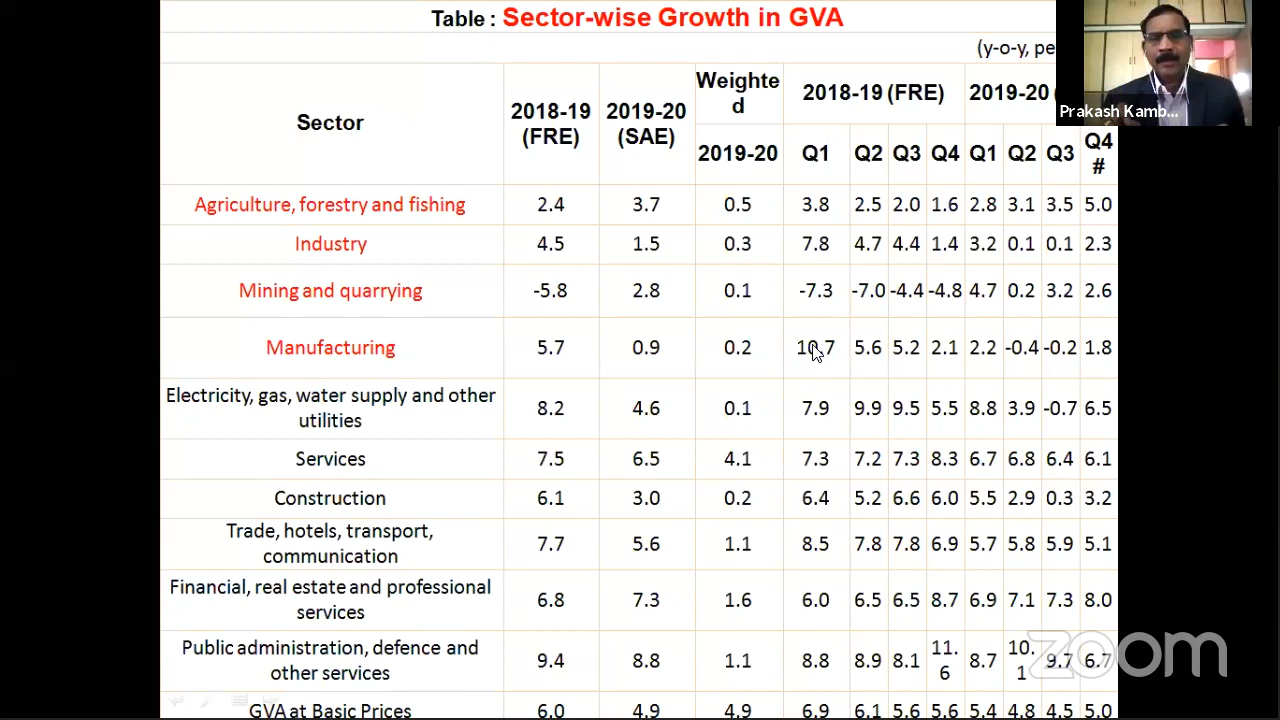 Table : Sector-wise Growth in GVA
(y-o-y, pe
Prakash Kamb...
Sector 2018-19 (FRE) 2019-20 (SAE) Weighted 2019-20 2018-19 (FRE) 2019-20 (
Q1 Q2 Q3 Q4 Q1 Q2 Q3 Q4 #
Agriculture, forestry and fishing 2.4 3.7 0.5 3.8 2.5 2.0 1.6 2.8 3.1 3.5 5.0
Industry 4.5 1.5 0.3 7.8 4.7 4.4 1.4 3.2 0.1 0.1 2.3
Mining and quarrying -5.8 2.8 0.1 -7.3 -7.0 -4.4 -4.8 4.7 0.2 3.2 2.6
Manufacturing 5.7 0.9 0.2 10.7 5.6 5.2 2.1 2.2 -0.4 -0.2 1.8
Electricity, gas, water supply and other utilities 8.2 4.6 0.1 7.9 9.9 9.5 5.5 8.8 3.9 -0.7 6.5
Services 7.5 6.5 4.1 7.3 7.2 7.3 8.3 6.7 6.8 6.4 6.1
Construction 6.1 3.0 0.2 6.4 5.2 6.6 6.0 5.5 2.9 0.3 3.2
Trade, hotels, transport, communication 7.7 5.6 1.1 8.5 7.8 7.8 6.9 5.7 5.8 5.9 5.1
Financial, real estate and professional services 6.8 7.3 1.6 6.0 6.5 6.5 8.7 6.9 7.1 7.3 8.0
Public administration, defence and other services 9.4 8.8 1.1 8.8 8.9 8.1 11.6 8.7 10.1 9.7 6.7
GVA at Basic Prices 6.0 4.9 4.9 6.9 6.1 5.6 5.6 5.4 4.8 4.5 5.0
zoom